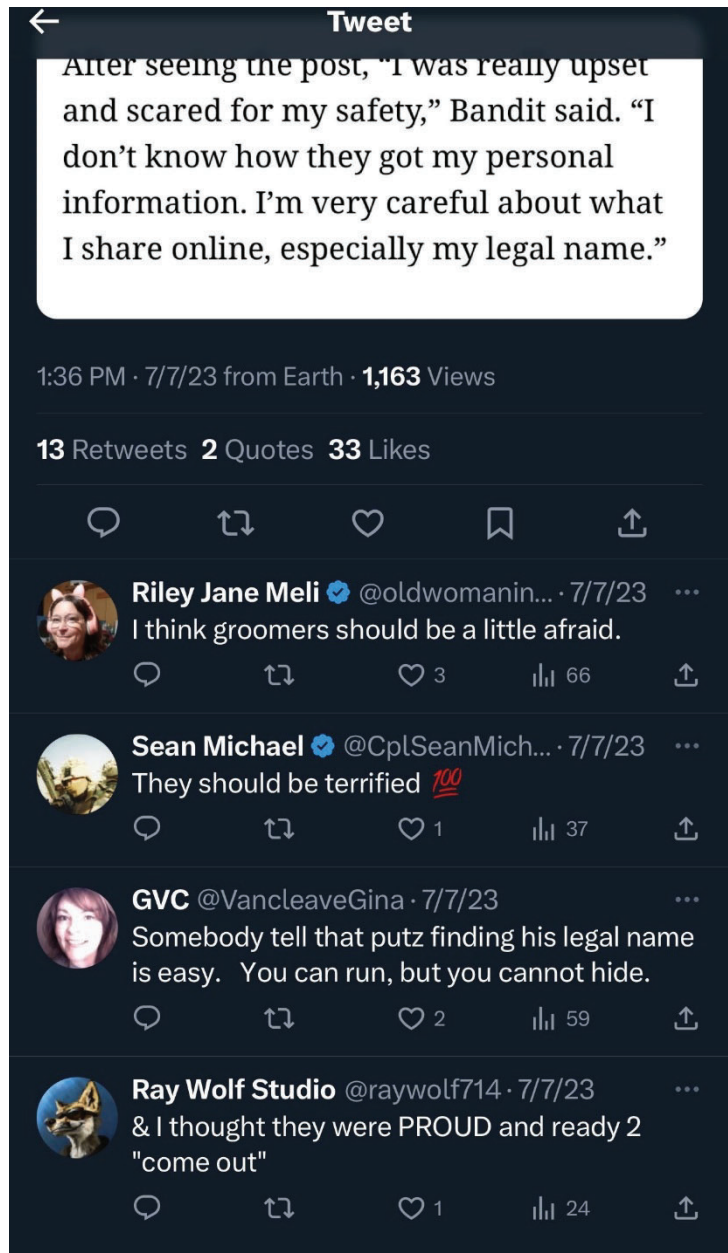 Tweet
After seeing the post, “I was really upset
and scared for my safety,” Bandit said. “I
don’t know how they got my personal
information. I’m very careful about what
I share online, especially my legal name.”
1:36 PM · 7/7/23 from Earth · 1,163 Views
13 Retweets 2 Quotes 33 Likes
Riley Jane Meli @oldwomanin... · 7/7/23
I think groomers should be a little afraid.
3 66
Sean Michael @CplSeanMich... · 7/7/23
They should be terrified 💯
1 37
GVC @VancleaveGina · 7/7/23
Somebody tell that putz finding his legal name
is easy. You can run, but you cannot hide.
2 59
Ray Wolf Studio @raywolf714 · 7/7/23
& I thought they were PROUD and ready 2
"come out"
1 24